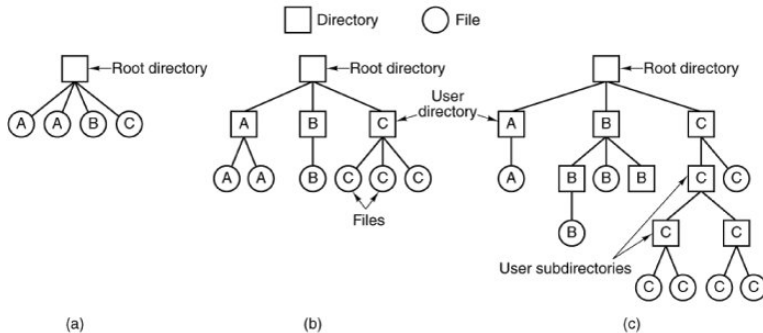 Directory
File
Root directory
A A B C
(a)
Root directory
User directory
A B C
A A B C C C
Files
(b)
Root directory
A B C
A B B B C C
B C C
User subdirectories
C C C C
(c)